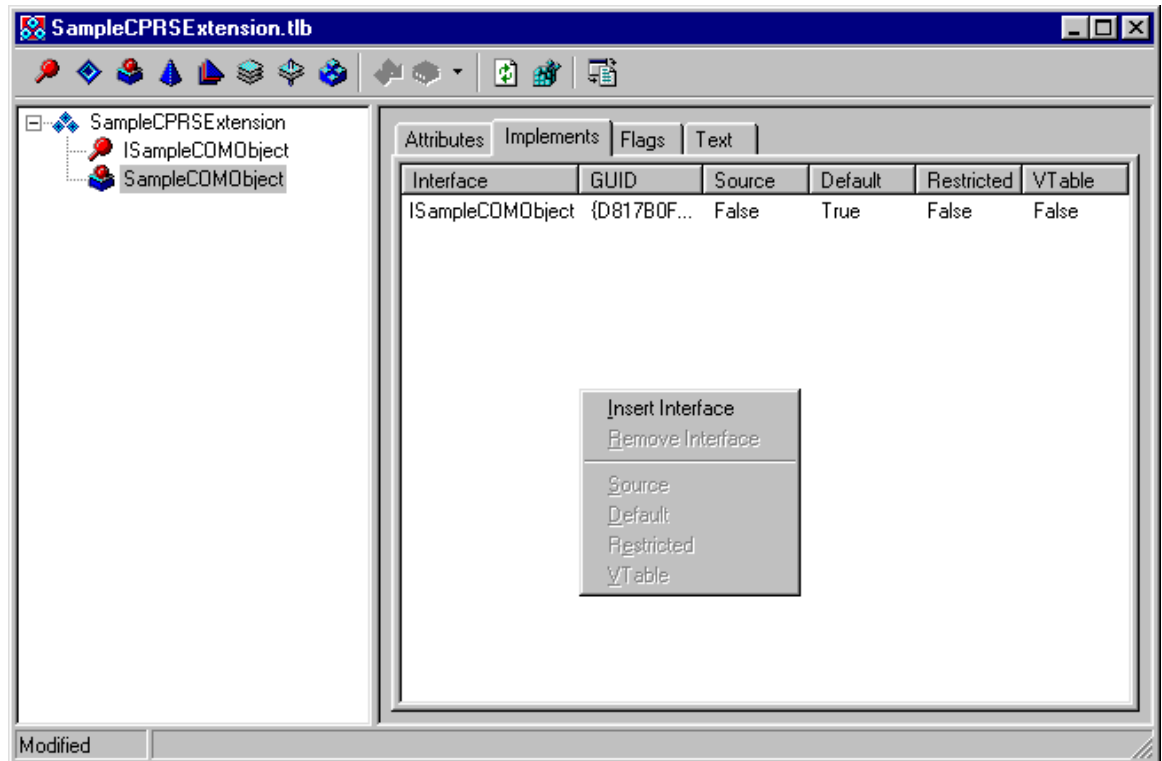 SampleCPRSExtension.tlb
SampleCPRSExtension
ISampleCOMObject
SampleCOMObject
Attributes Implements Flags Text
Interface GUID Source Default Restricted VTable
ISampleCOMObject {D817B0F... False True False False
Insert Interface
Remove Interface
Source
Default
Restricted
VTable
Modified